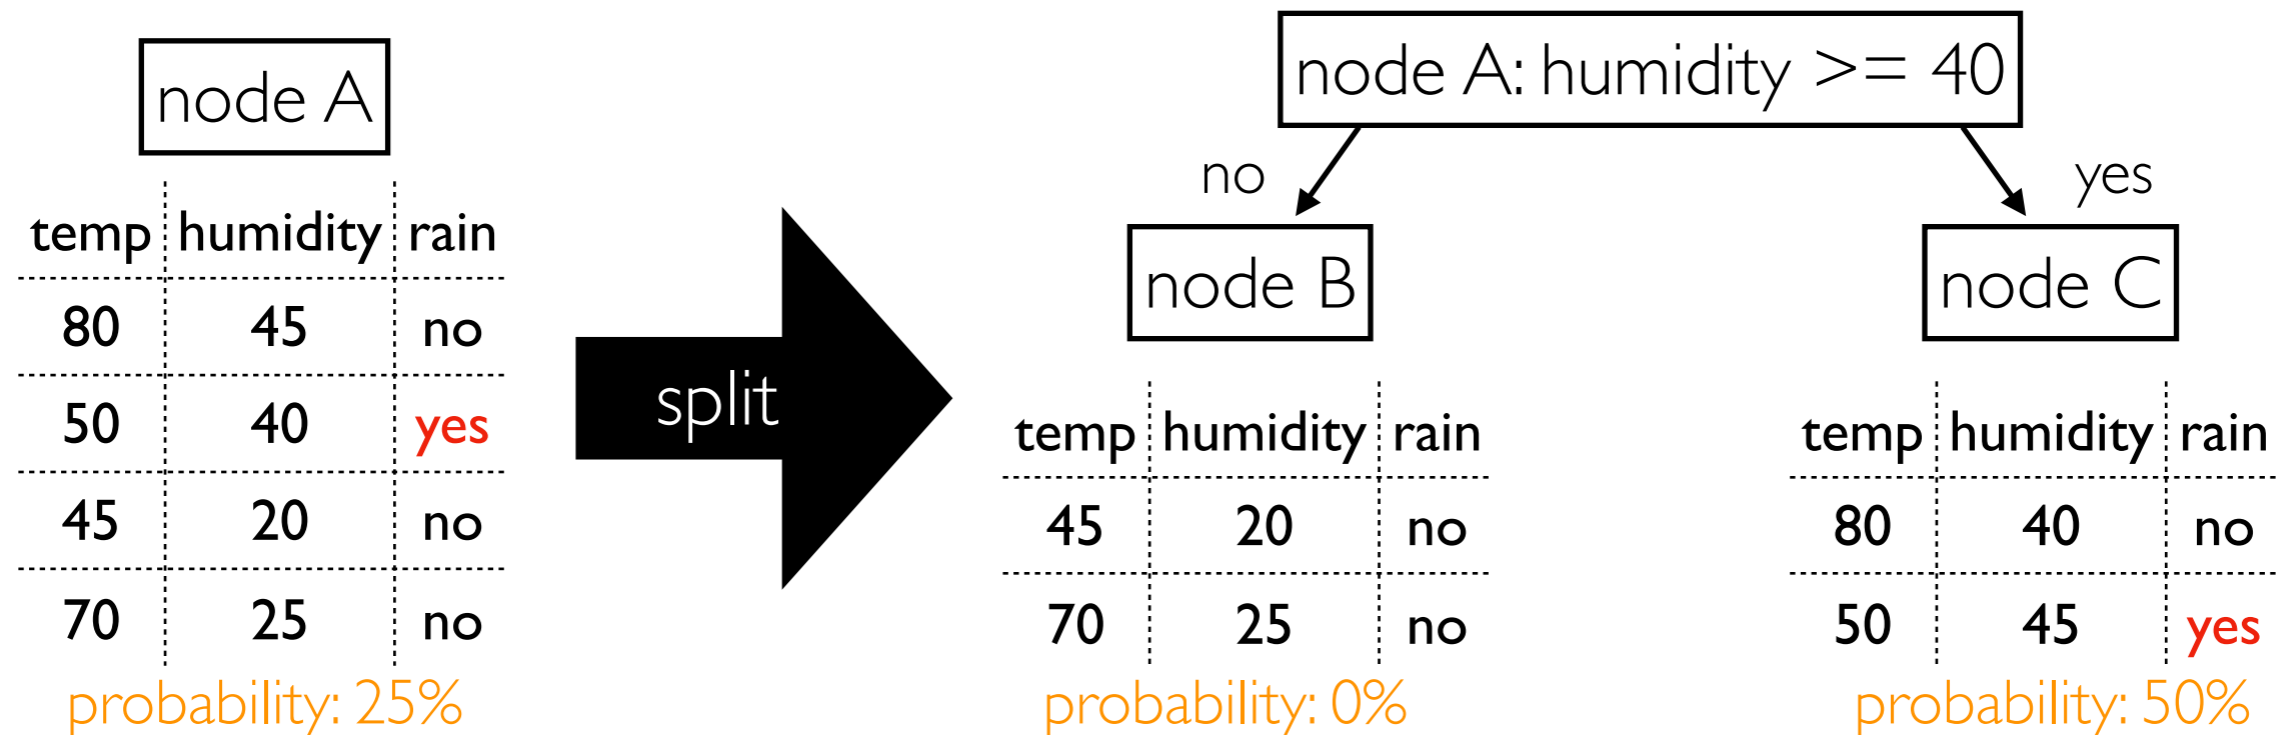 node A
temp humidity rain
80 45 no
50 40 yes
45 20 no
70 25 no
probability: 25%
split
node A: humidity >= 40
no
yes
node B
temp humidity rain
45 20 no
70 25 no
probability: 0%
node C
temp humidity rain
80 40 no
50 45 yes
probability: 50%